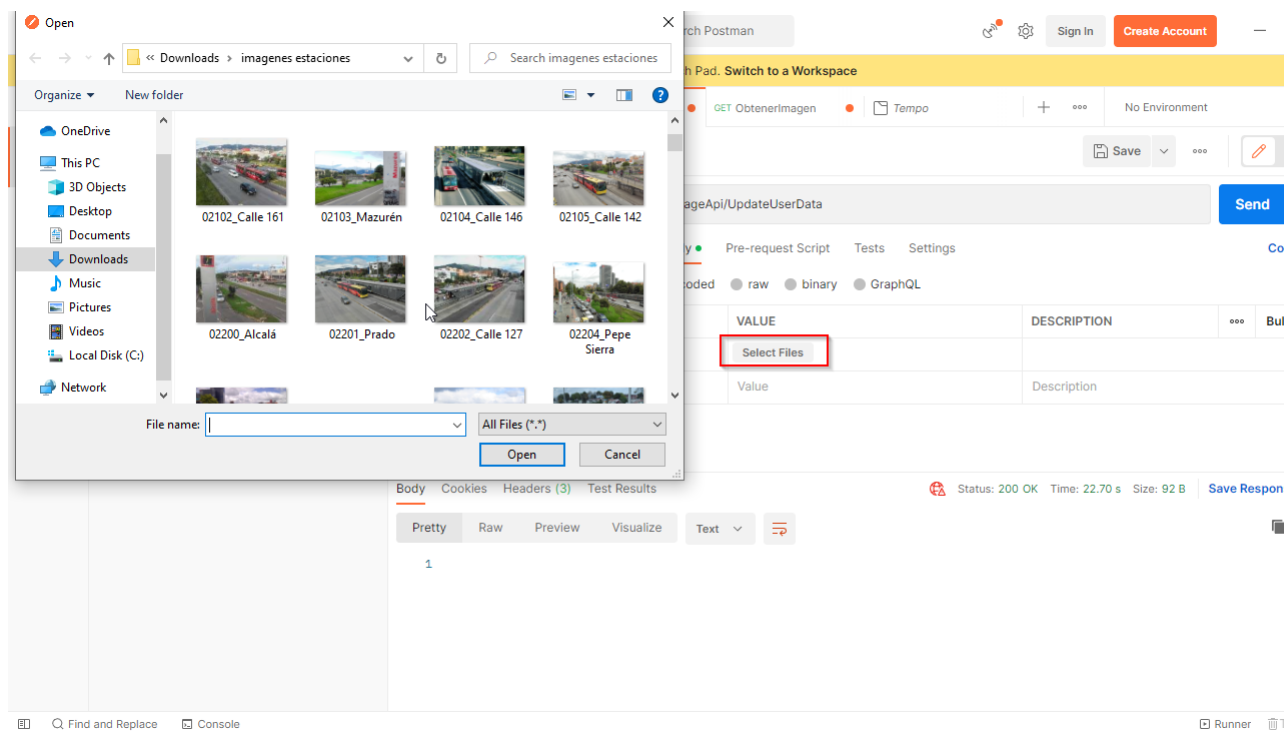 Open
rch Postman
Sign In
Create Account
« Downloads › imagenes estaciones
Search imagenes estaciones
h Pad. Switch to a Workspace
Organize
New folder
GET ObtenerImagen
Tempo
No Environment
OneDrive
This PC
3D Objects
Desktop
Documents
Downloads
Music
Pictures
Videos
Local Disk (C:)
Network
02102_Calle 161
02103_Mazurén
02104_Calle 146
02105_Calle 142
02200_Alcalá
02201_Prado
02202_Calle 127
02204_Pepe
Sierra
File name:
All Files (*.*)
Open
Cancel
Save
ageApi/UpdateUserData
Send
y
Pre-request Script
Tests
Settings
Co
oded
raw
binary
GraphQL
VALUE
DESCRIPTION
Bul
Select Files
Value
Description
Body
Cookies
Headers (3)
Test Results
Status: 200 OK
Time: 22.70 s
Size: 92 B
Save Respon
Pretty
Raw
Preview
Visualize
Text
1
Find and Replace
Console
Runner